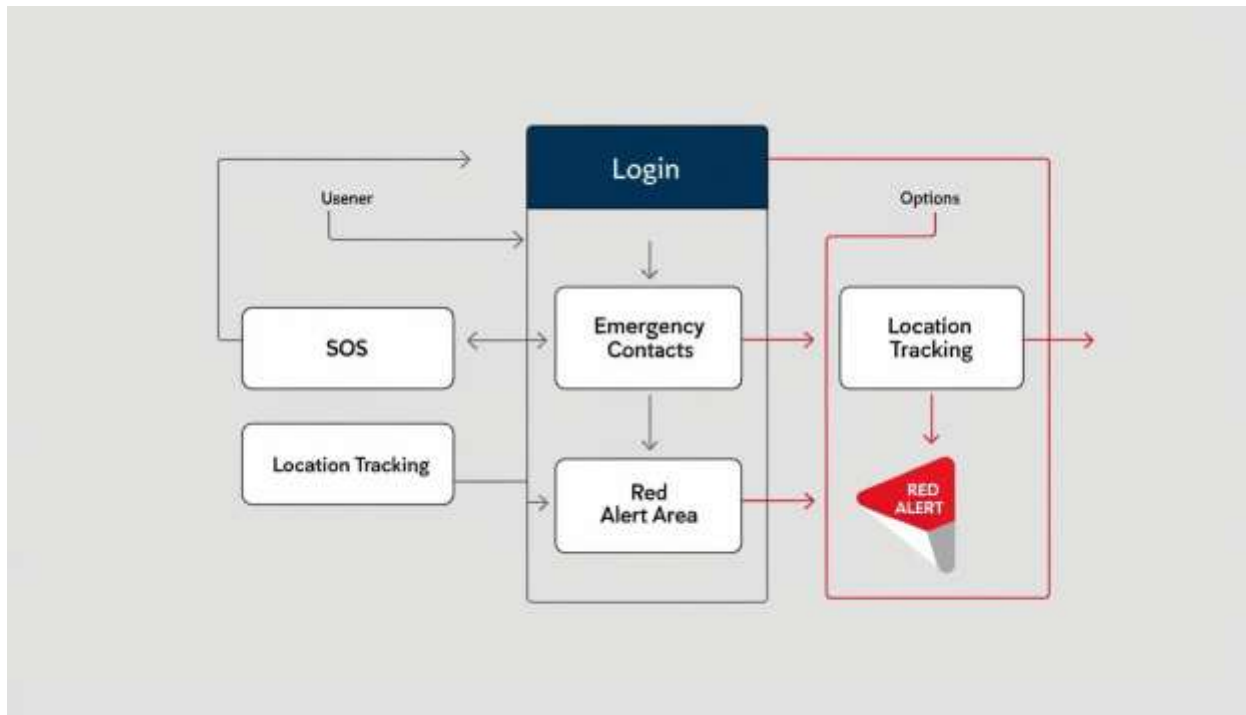 Login
Usener
Options
SOS
Emergency
Contacts
Location
Tracking
Location Tracking
Red
Alert Area
RED
ALERT